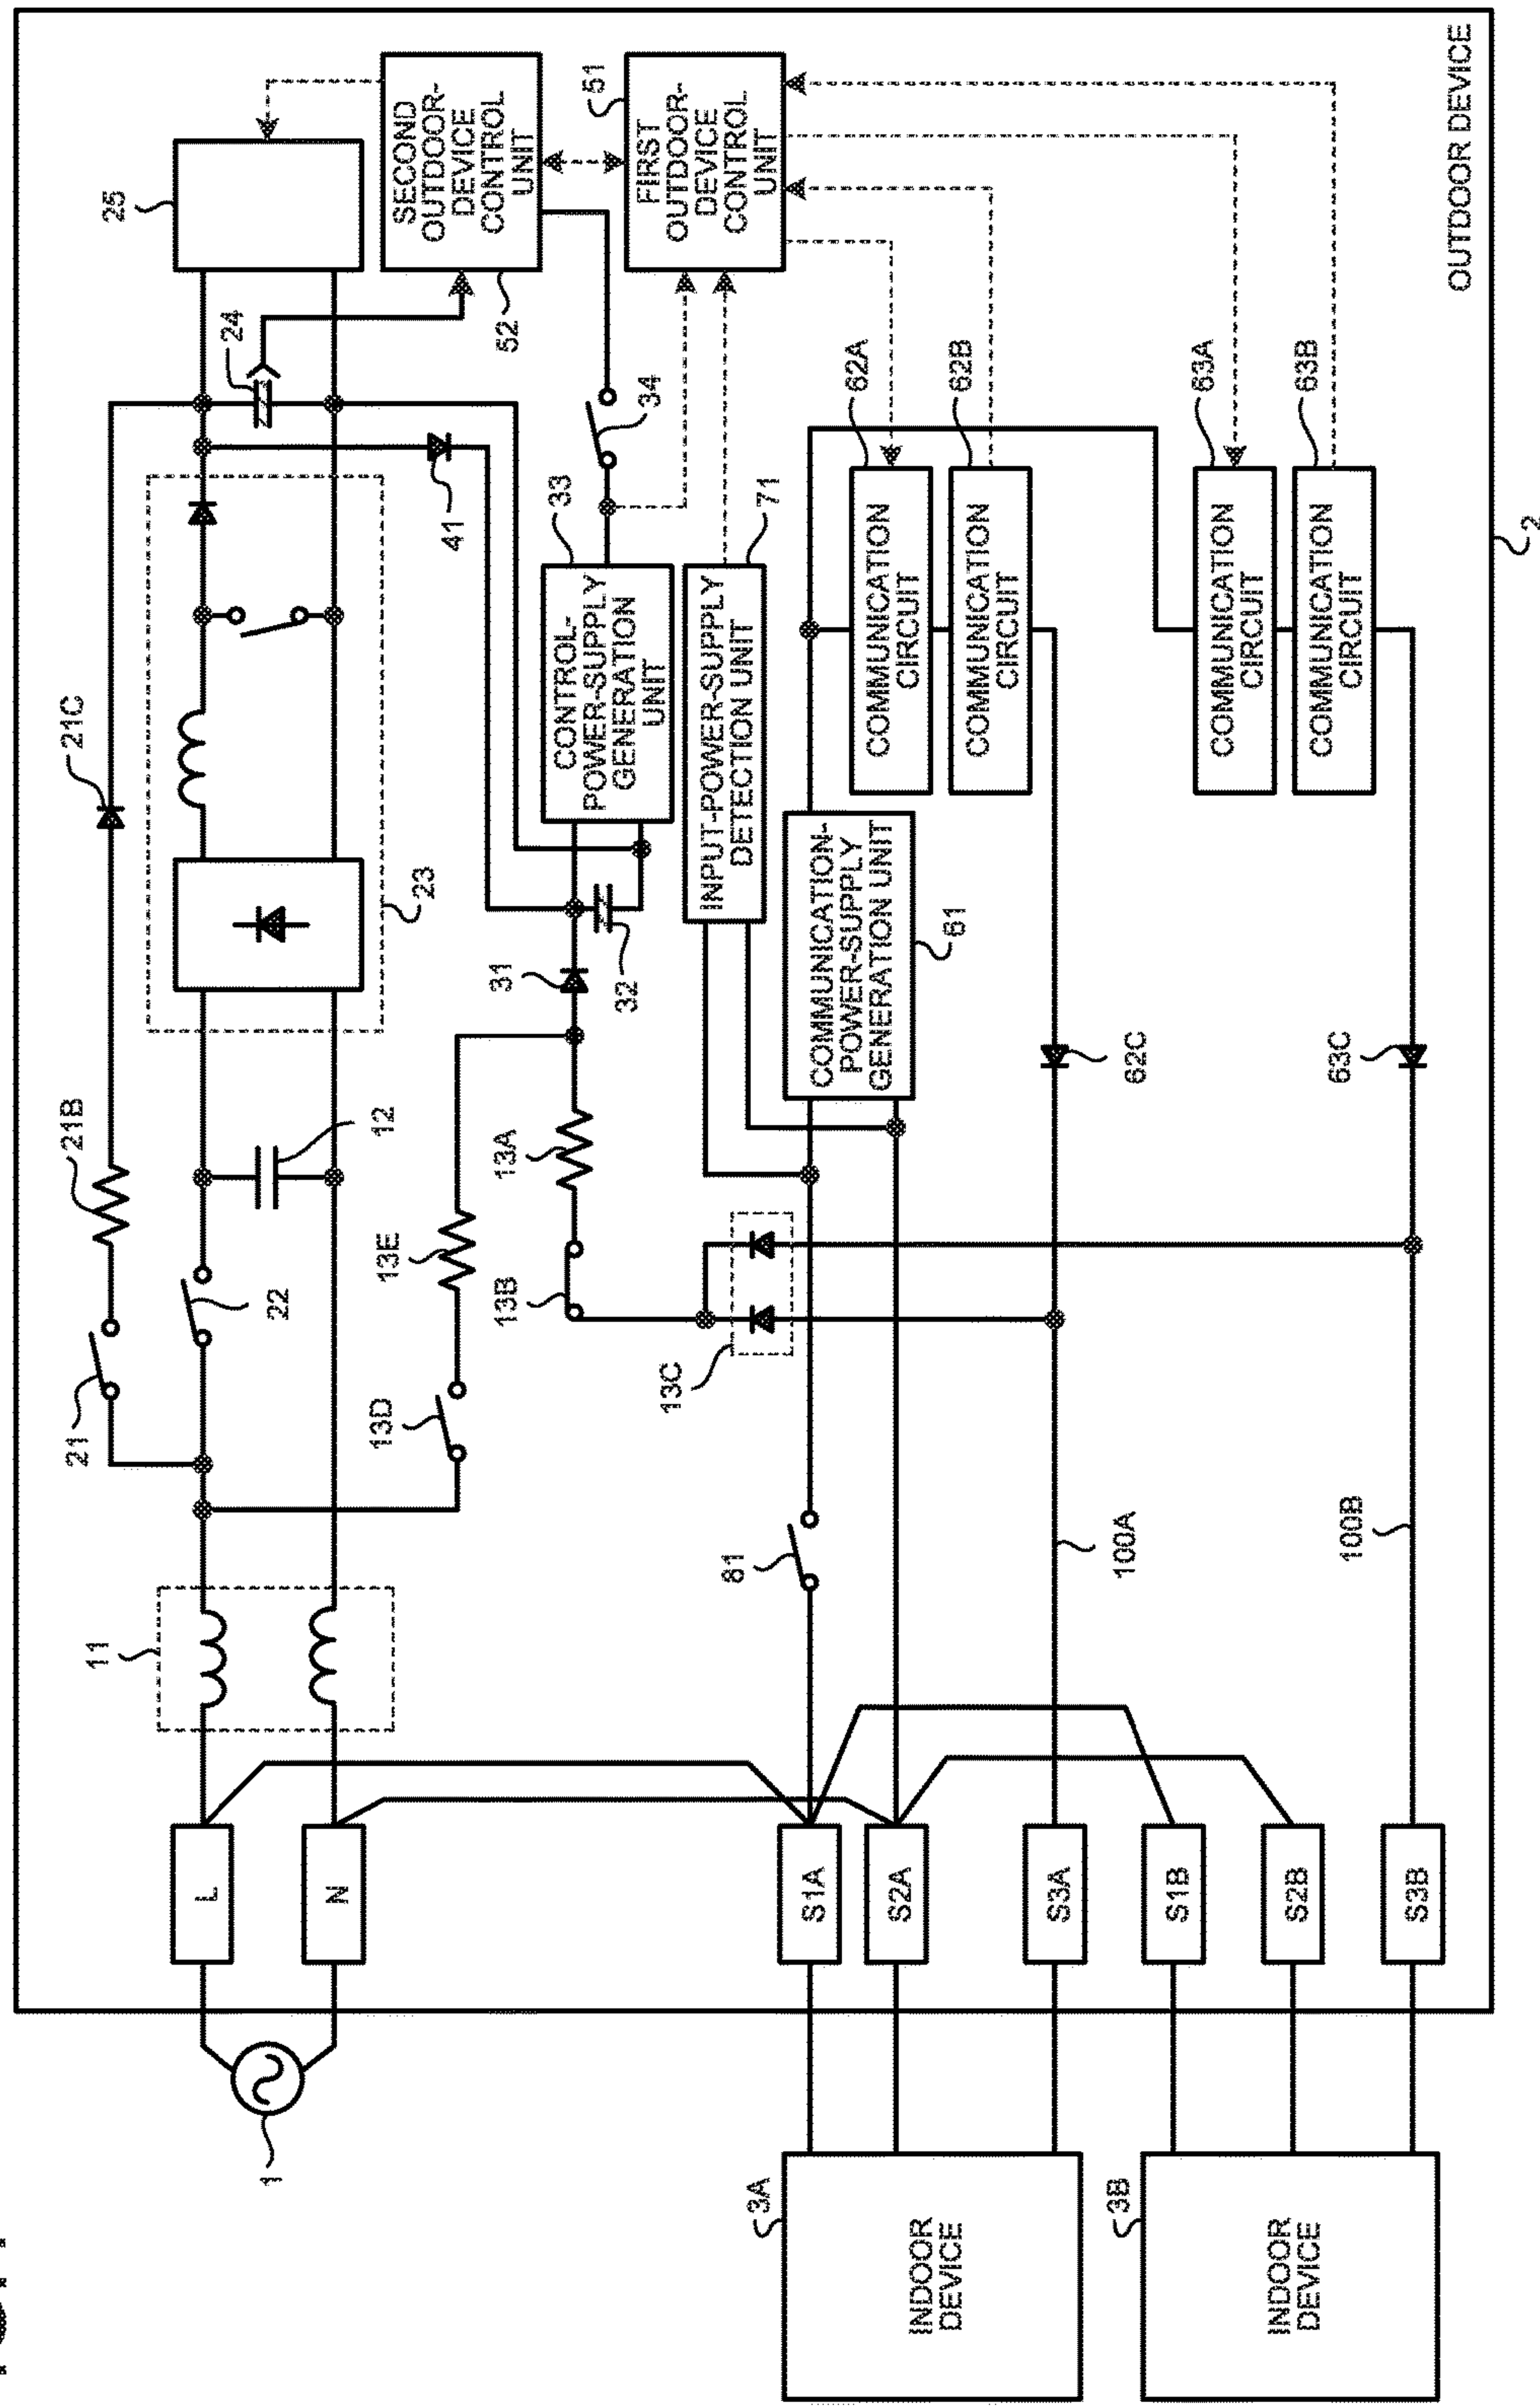 21
21B
21C
11
25
L
22
12
24
1
N
13D
13E
23
41
SECOND
OUTDOOR-
DEVICE
CONTROL
UNIT
52
13B
13A
31
32
33
CONTROL-
POWER-SUPPLY
GENERATION
UNIT
34
51
FIRST
OUTDOOR-
DEVICE
CONTROL
UNIT
13C
71
INPUT-POWER-SUPPLY
DETECTION UNIT
3A
INDOOR
DEVICE
S1A
S2A
S3A
81
COMMUNICATION-
POWER-SUPPLY
GENERATION UNIT
61
62A
COMMUNICATION
CIRCUIT
62B
COMMUNICATION
CIRCUIT
100A
62C
3B
INDOOR
DEVICE
S1B
S2B
S3B
63A
COMMUNICATION
CIRCUIT
63B
COMMUNICATION
CIRCUIT
100B
63C
OUTDOOR DEVICE
2